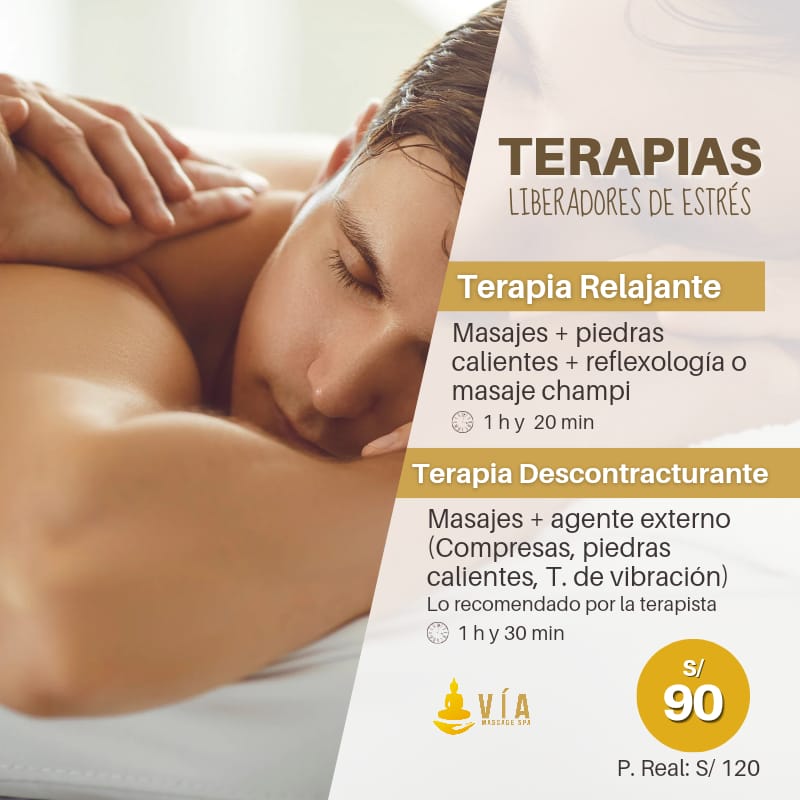 TERAPIAS
LIBERADORES DE ESTRÉS
Terapia Relajante
Masajes + piedras
calientes + reflexología o
masaje champi
1 h y 20 min
Terapia Descontracturante
Masajes + agente externo
(Compresas, piedras
calientes, T. de vibración)
Lo recomendado por la terapista
1 h y 30 min
VÍA
MASSAGE SPA
S/
90
P. Real: S/ 120